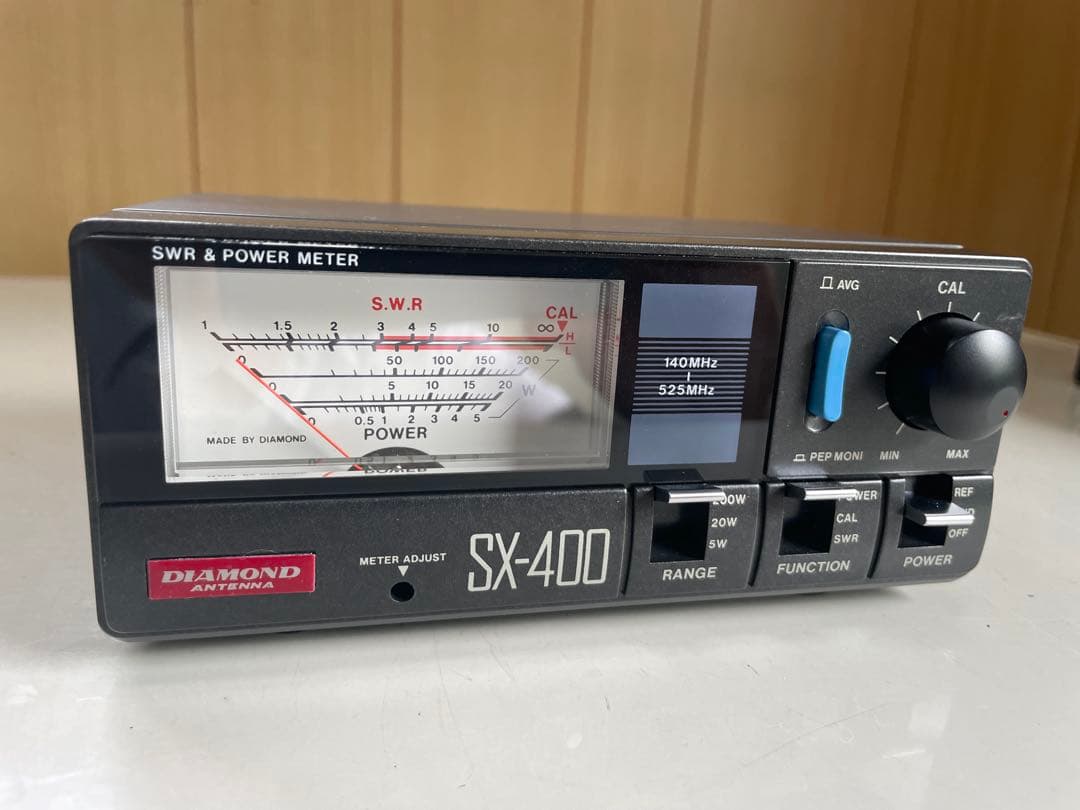 SWR & POWER METER
S.W.R
CAL
1 1.5 2 3 4 5 10 ∞
H
L
0 50 100 150 200
0 5 10 15 20 W
0 0.5 1 2 3 4 5
MADE BY DIAMOND
POWER
140MHz
525MHz
AVG
CAL
PEP MONI
MIN
MAX
DIAMOND
ANTENNA
METER ADJUST
SX-400
200W
20W
5W
RANGE
POWER
CAL
SWR
FUNCTION
REF
OFF
POWER